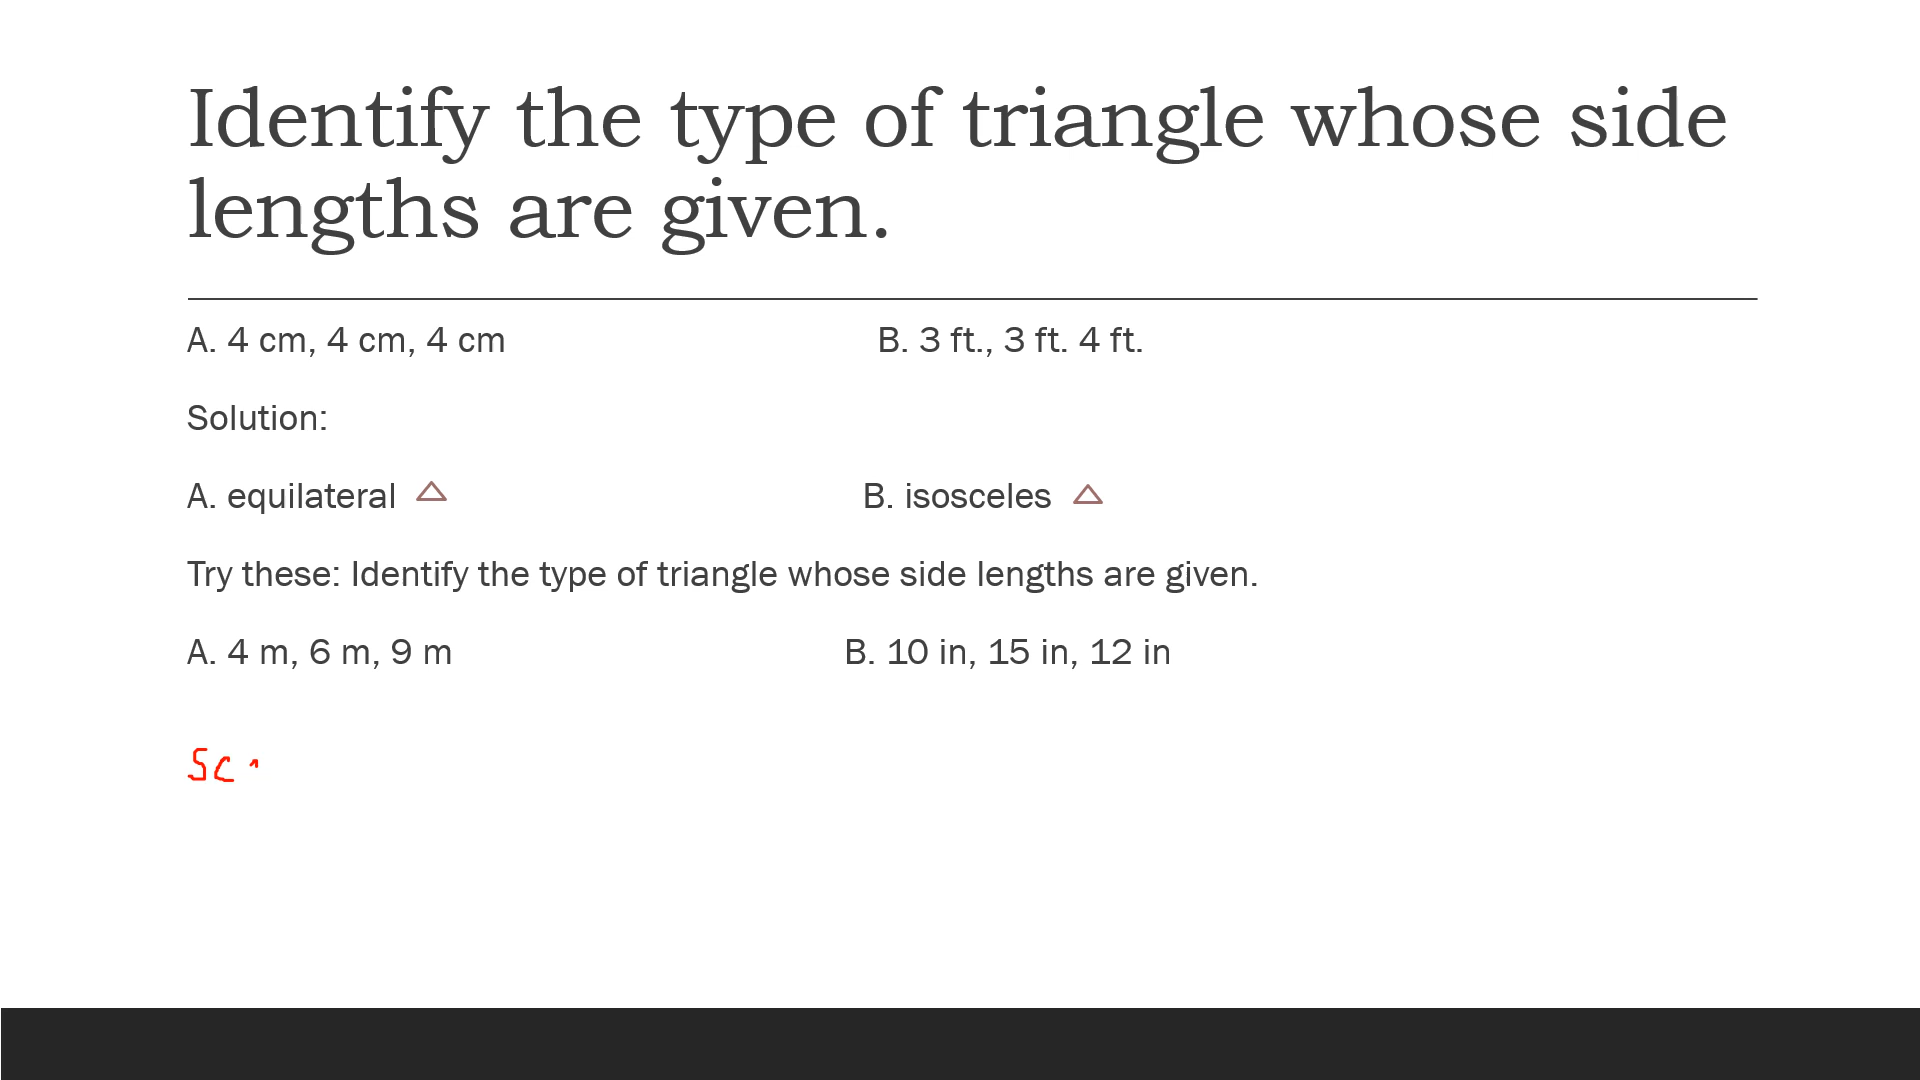 Identify the type of triangle whose side
lengths are given.
A. 4 cm, 4 cm, 4 cm B. 3 ft., 3 ft. 4 ft.
Solution:
A. equilateral B. isosceles
Try these: Identify the type of triangle whose side lengths are given.
A. 4 m, 6 m, 9 m B. 10 in, 15 in, 12 in
Sc